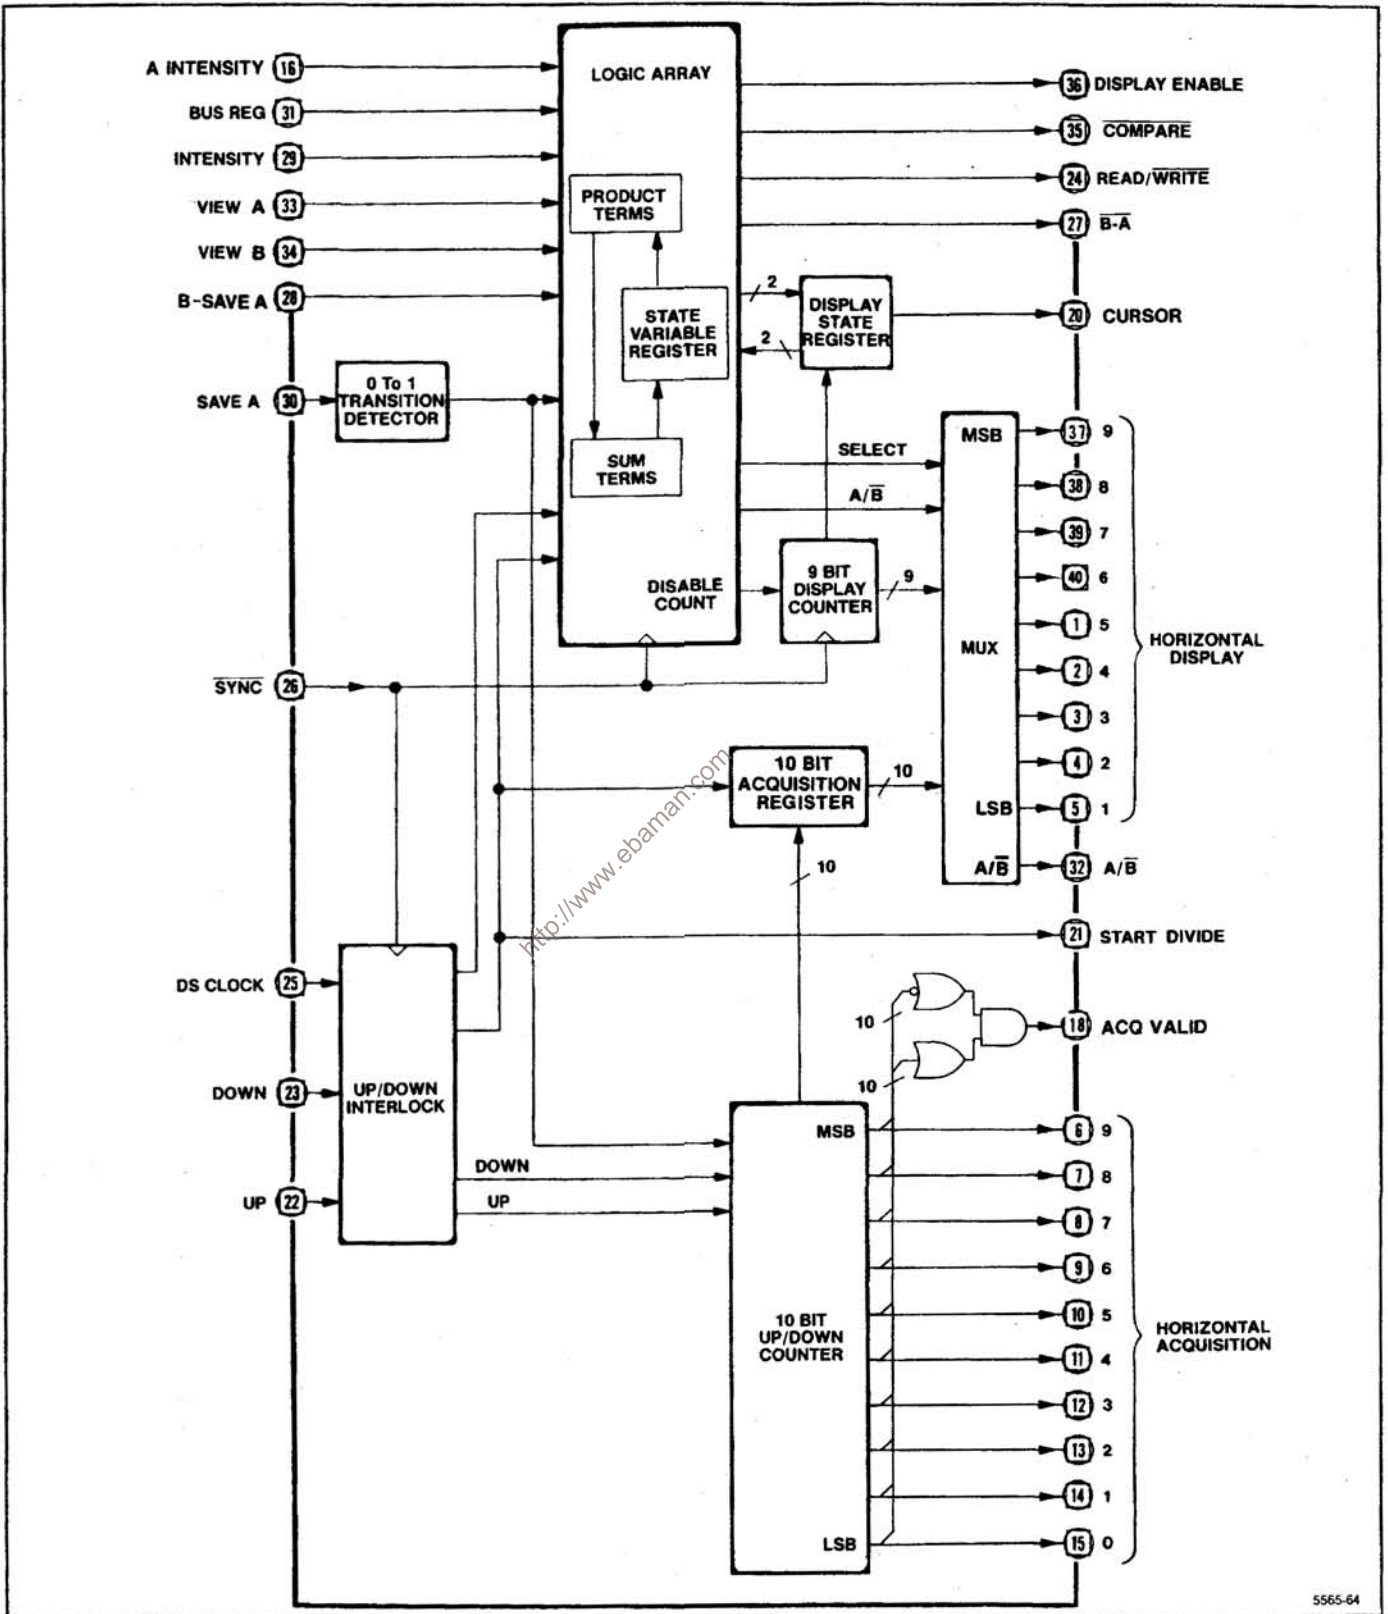 A INTENSITY 16
BUS REG 31
INTENSITY 29
VIEW A 33
VIEW B 34
B-SAVE A 28
SAVE A 30
0 To 1
TRANSITION
DETECTOR
SYNC 26
DS CLOCK 25
DOWN 23
UP 22
UP/DOWN
INTERLOCK
DOWN
UP
LOGIC ARRAY
PRODUCT
TERMS
STATE
VARIABLE
REGISTER
SUM
TERMS
DISABLE
COUNT
2
2
DISPLAY
STATE
REGISTER
SELECT
A/B̅
9 BIT
DISPLAY
COUNTER
9
10 BIT
ACQUISITION
REGISTER
10
10
MSB
MUX
LSB
A/B̅
36 DISPLAY ENABLE
35 COMPARE
24 READ/WRITE
27 B-A
20 CURSOR
37 9
38 8
39 7
40 6
1 5
2 4
3 3
4 2
5 1
HORIZONTAL
DISPLAY
32 A/B̅
21 START DIVIDE
10
10
18 ACQ VALID
MSB
10 BIT
UP/DOWN
COUNTER
LSB
6 9
7 8
8 7
9 6
10 5
11 4
12 3
13 2
14 1
15 0
HORIZONTAL
ACQUISITION
http://www.ebaman.com
5565-64